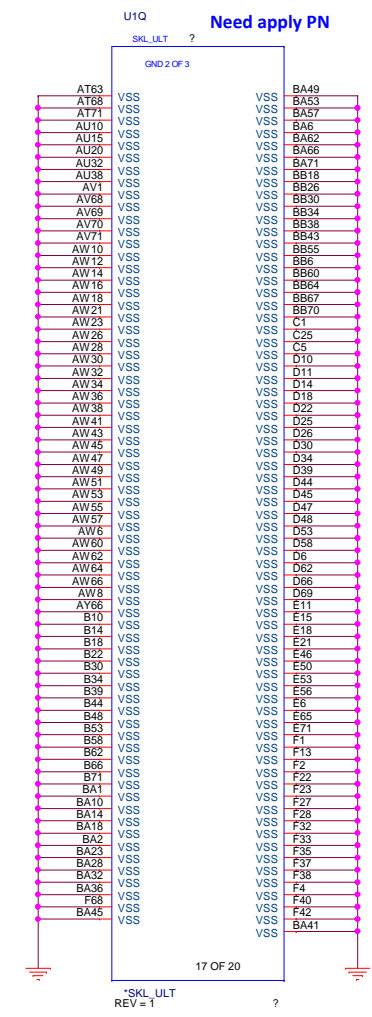 U1Q
Need apply PN
SKL_ULT ?
GND 2 OF 3
AT63 VSS VSS BA49
AT68 VSS VSS BA53
AT71 VSS VSS BA57
AU10 VSS VSS BA6
AU15 VSS VSS BA62
AU20 VSS VSS BA66
AU32 VSS VSS BA71
AU38 VSS VSS BB18
AV1 VSS VSS BB26
AV68 VSS VSS BB30
AV69 VSS VSS BB34
AV70 VSS VSS BB38
AV71 VSS VSS BB43
AW10 VSS VSS BB55
AW12 VSS VSS BB6
AW14 VSS VSS BB60
AW16 VSS VSS BB64
AW18 VSS VSS BB67
AW21 VSS VSS BB70
AW23 VSS VSS C1
AW26 VSS VSS C25
AW28 VSS VSS C5
AW30 VSS VSS D10
AW32 VSS VSS D11
AW34 VSS VSS D14
AW36 VSS VSS D18
AW38 VSS VSS D22
AW41 VSS VSS D25
AW43 VSS VSS D26
AW45 VSS VSS D30
AW47 VSS VSS D34
AW49 VSS VSS D39
AW51 VSS VSS D44
AW53 VSS VSS D45
AW55 VSS VSS D47
AW57 VSS VSS D48
AW6 VSS VSS D53
AW60 VSS VSS D58
AW62 VSS VSS D6
AW64 VSS VSS D62
AW66 VSS VSS D66
AW8 VSS VSS D69
AY66 VSS VSS E11
B10 VSS VSS E15
B14 VSS VSS E18
B18 VSS VSS E21
B22 VSS VSS E46
B30 VSS VSS E50
B34 VSS VSS E53
B39 VSS VSS E56
B44 VSS VSS E6
B48 VSS VSS E65
B53 VSS VSS E71
B58 VSS VSS F1
B62 VSS VSS F13
B66 VSS VSS F2
B71 VSS VSS F22
BA1 VSS VSS F23
BA10 VSS VSS F27
BA14 VSS VSS F28
BA18 VSS VSS F32
BA2 VSS VSS F33
BA23 VSS VSS F35
BA28 VSS VSS F37
BA32 VSS VSS F38
BA36 VSS VSS F4
F68 VSS VSS F40
BA45 VSS VSS F42
VSS BA41
17 OF 20
*SKL_ULT
REV = 1 ?